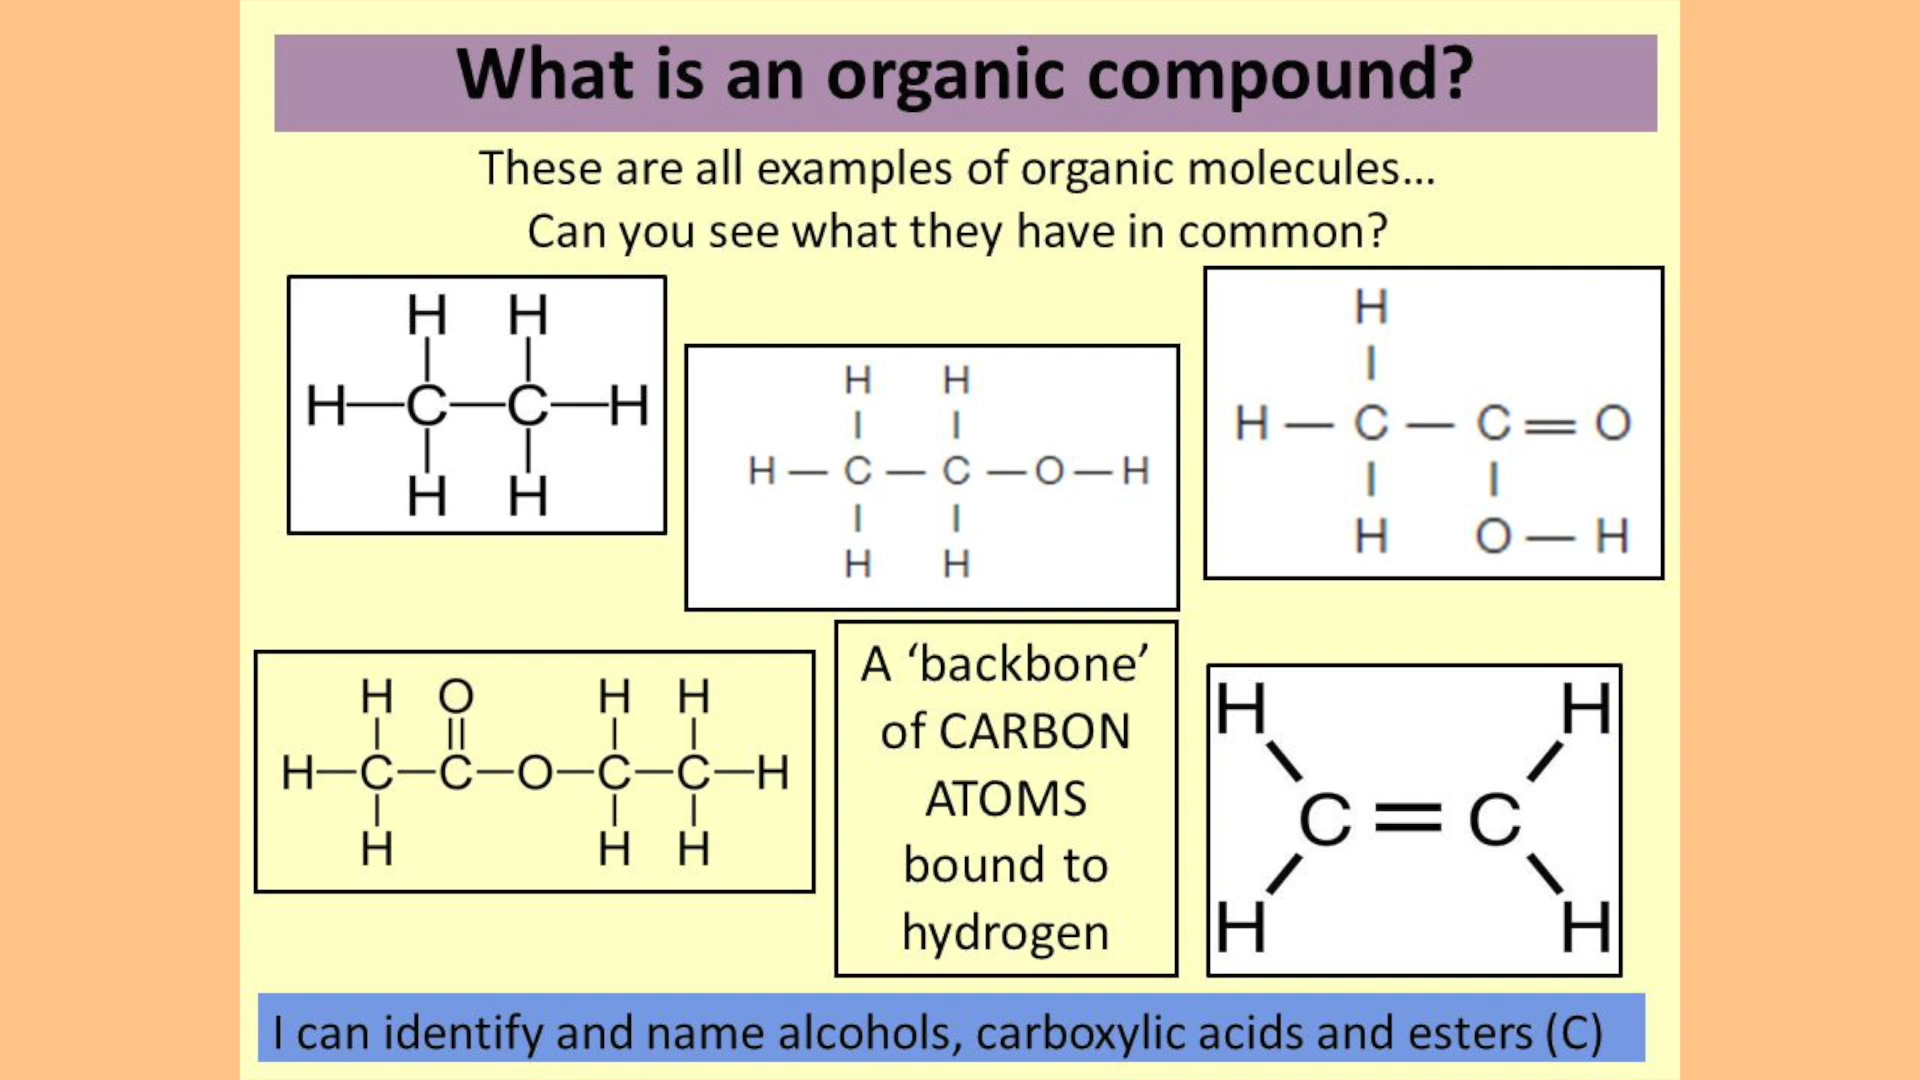 What is an organic compound?
These are all examples of organic molecules...
Can you see what they have in common?
H H
H—C—C—H
H H
H H
H—C—C—O—H
H H
H
H—C—C=O
H O—H
H O H H
H—C—C—O—C—C—H
H H H
A ‘backbone’
of CARBON
ATOMS
bound to
hydrogen
H H
C=C
H H
I can identify and name alcohols, carboxylic acids and esters (C)